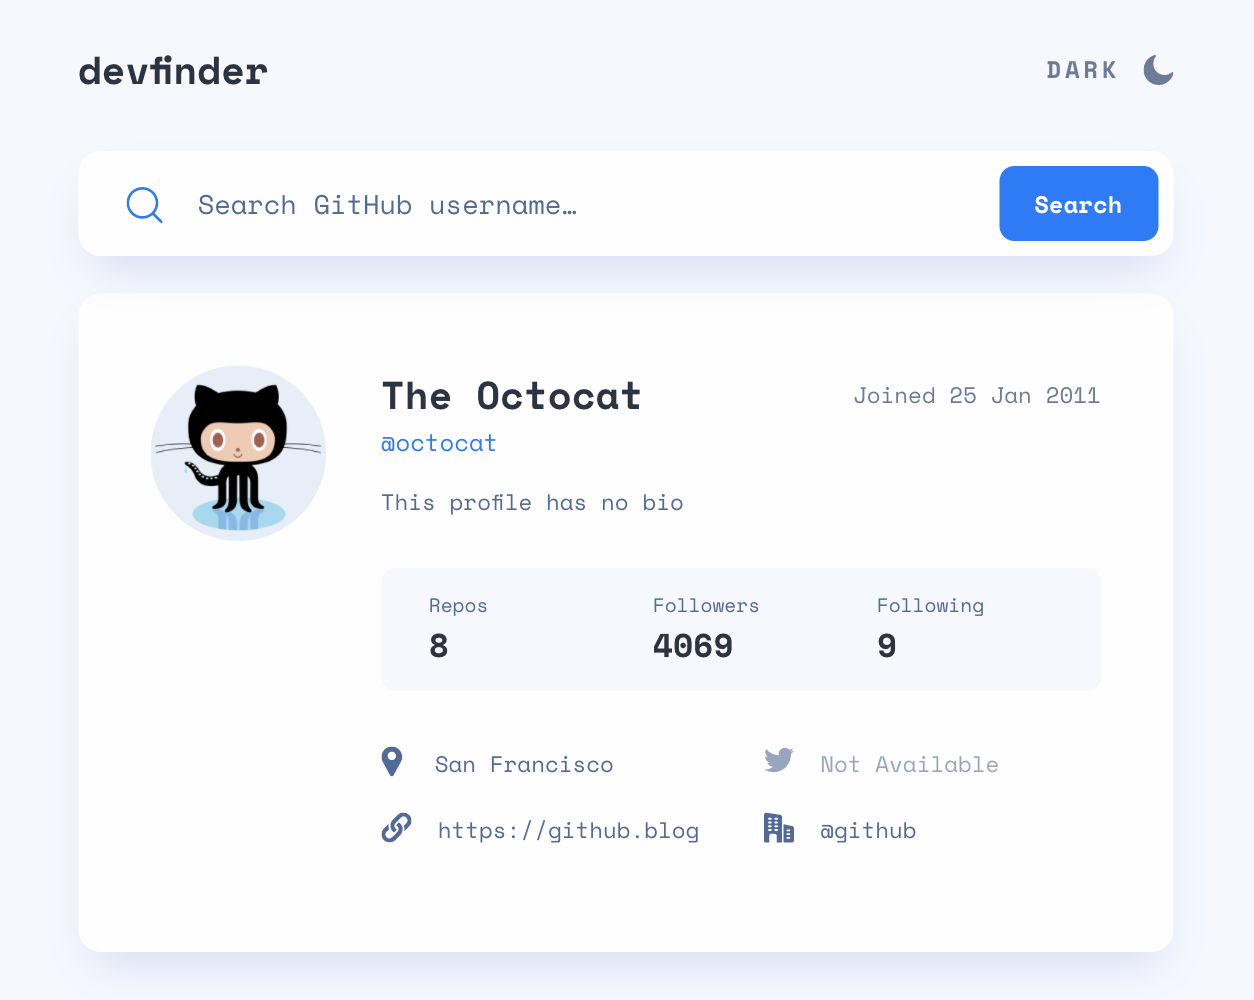 devfinder
DARK
Search GitHub username…
Search
The Octocat
Joined 25 Jan 2011
@octocat
This profile has no bio
Repos
Followers
Following
8
4069
9
San Francisco
Not Available
https://github.blog
@github